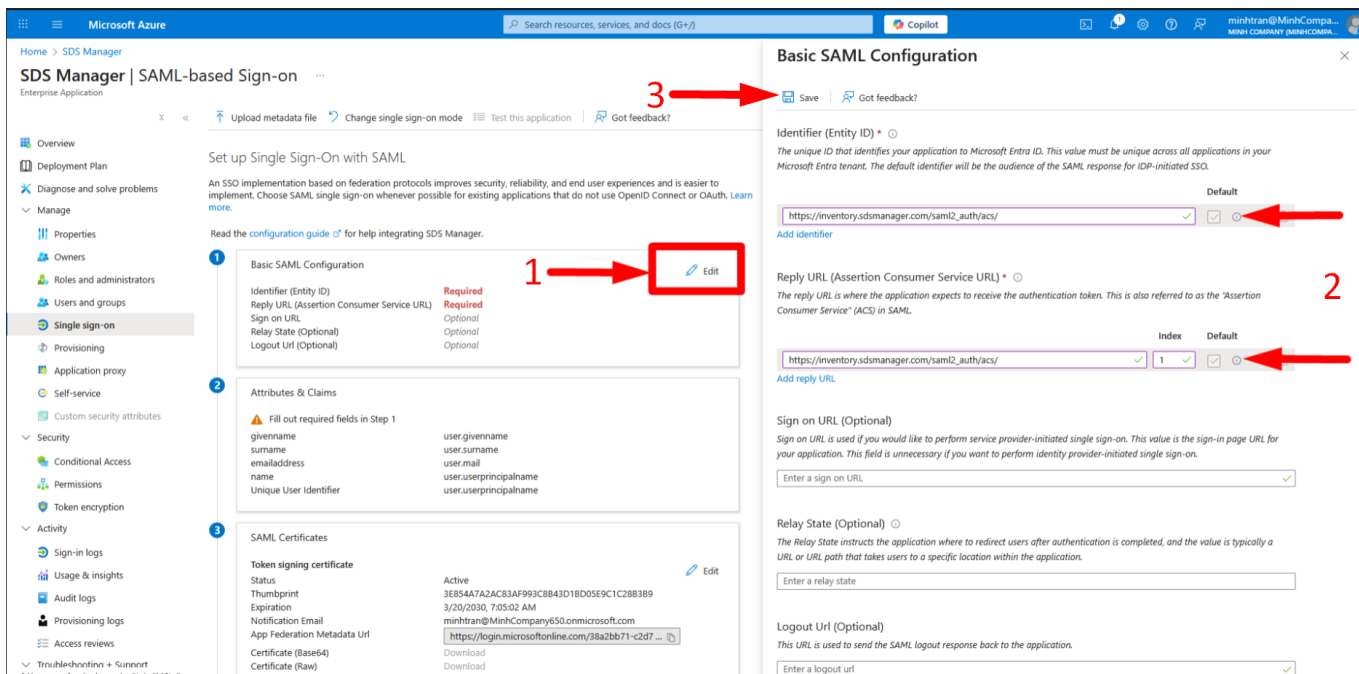 Microsoft Azure
Search resources, services, and docs (G+/)
Copilot
1
minhtran@MinhCompa...
MINH COMPANY (MINHCOMPA...
Home > SDS Manager
SDS Manager | SAML-based Sign-on ...
Enterprise Application
Overview
Deployment Plan
Diagnose and solve problems
Manage
Properties
Owners
Roles and administrators
Users and groups
Single sign-on
Provisioning
Application proxy
Self-service
Custom security attributes
Security
Conditional Access
Permissions
Token encryption
Activity
Sign-in logs
Usage & insights
Audit logs
Provisioning logs
Access reviews
Troubleshooting + Support
Upload metadata file Change single sign-on mode Test this application Got feedback?
Set up Single Sign-On with SAML
An SSO implementation based on federation protocols improves security, reliability, and end user experiences and is easier to
implement. Choose SAML single sign-on whenever possible for existing applications that do not use OpenID Connect or OAuth. Learn
more.
Read the configuration guide for help integrating SDS Manager.
1
Basic SAML Configuration
1
Edit
Identifier (Entity ID) Required
Reply URL (Assertion Consumer Service URL) Required
Sign on URL Optional
Relay State (Optional) Optional
Logout Url (Optional) Optional
2
Attributes & Claims
Fill out required fields in Step 1
givenname user.givenname
surname user.surname
emailaddress user.mail
name user.userprincipalname
Unique User Identifier user.userprincipalname
3
SAML Certificates
Token signing certificate
Edit
Status Active
Thumbprint 3E854A7A2AC83AF993C8B43D1BD05E9C1C2883B9
Expiration 3/20/2030, 7:05:02 AM
Notification Email minhtran@MinhCompany650.onmicrosoft.com
App Federation Metadata Url https://login.microsoftonline.com/38a2bb71-c2d7 ...
Certificate (Base64) Download
Certificate (Raw) Download
Basic SAML Configuration
3
Save Got feedback?
Identifier (Entity ID) *
The unique ID that identifies your application to Microsoft Entra ID. This value must be unique across all applications in your
Microsoft Entra tenant. The default identifier will be the audience of the SAML response for IDP-initiated SSO.
Default
https://inventory.sdsmanager.com/saml2_auth/acs/
Add identifier
Reply URL (Assertion Consumer Service URL) *
2
The reply URL is where the application expects to receive the authentication token. This is also referred to as the "Assertion
Consumer Service" (ACS) in SAML.
Index Default
https://inventory.sdsmanager.com/saml2_auth/acs/ 1
Add reply URL
Sign on URL (Optional)
Sign on URL is used if you would like to perform service provider-initiated single sign-on. This value is the sign-in page URL for
your application. This field is unnecessary if you want to perform identity provider-initiated single sign-on.
Enter a sign on URL
Relay State (Optional)
The Relay State instructs the application where to redirect users after authentication is completed, and the value is typically a
URL or URL path that takes users to a specific location within the application.
Enter a relay state
Logout Url (Optional)
This URL is used to send the SAML logout response back to the application.
Enter a logout url